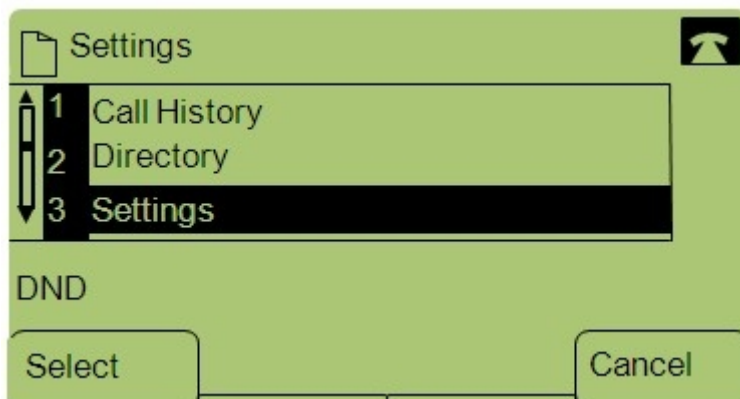 Settings
1 Call History
2 Directory
3 Settings
DND
Select Cancel